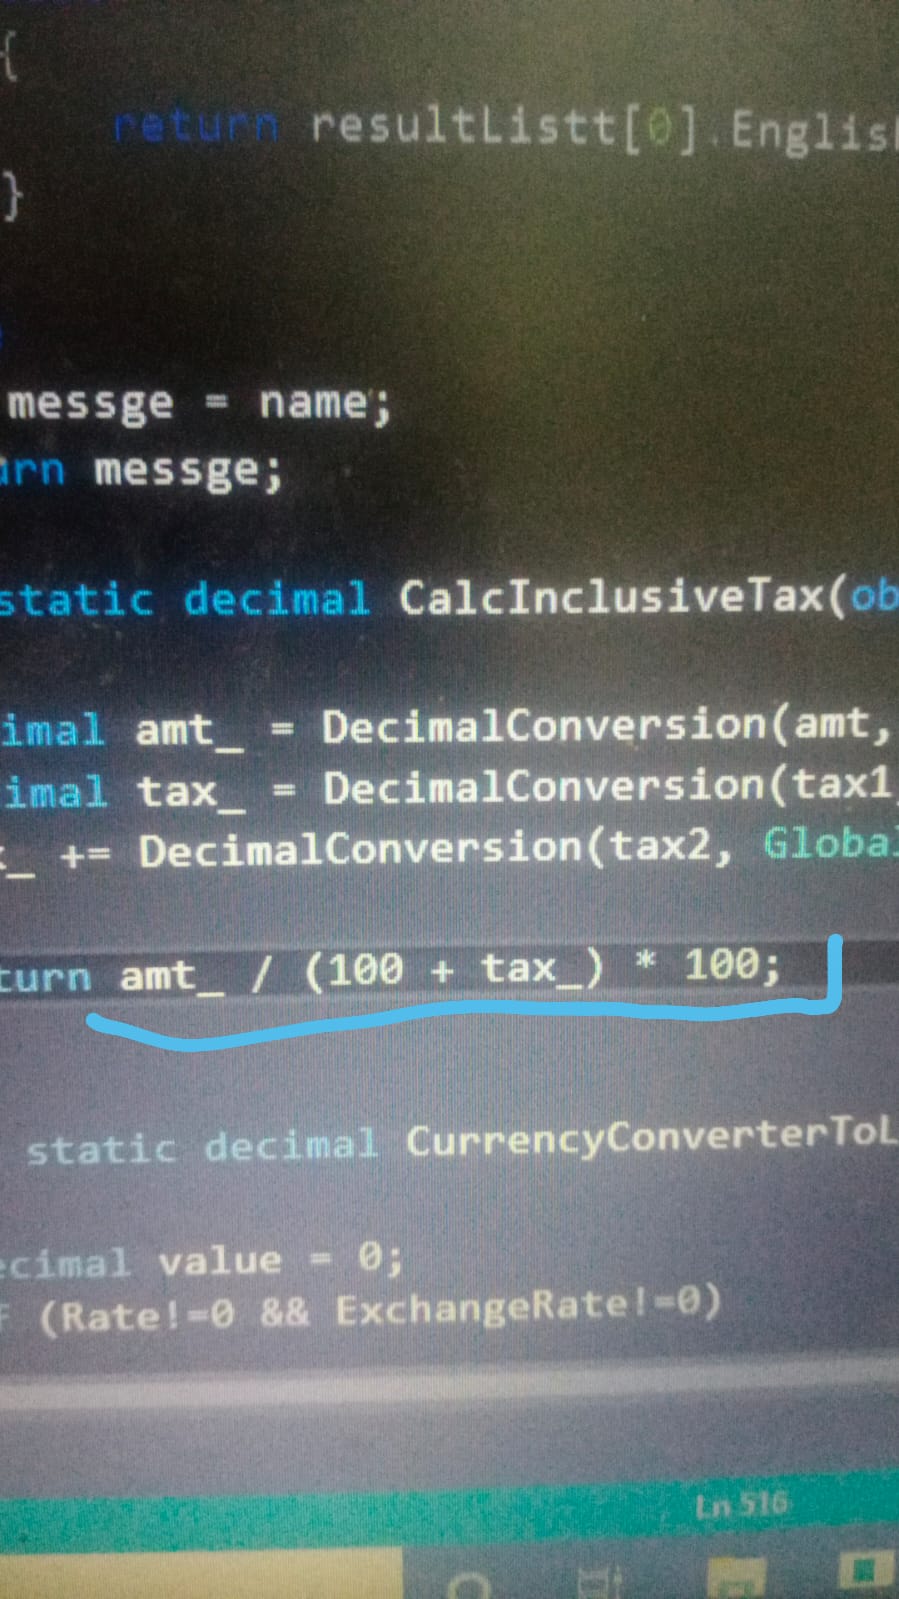 {
return resultListt[0].Englis
}
messge = name;
urn messge;
static decimal CalcInclusiveTax(ob
imal amt_ = DecimalConversion(amt,
imal tax_ = DecimalConversion(tax1
_ += DecimalConversion(tax2, Global
turn amt_ / (100 + tax_) * 100;
static decimal CurrencyConverterToL
ecimal value = 0;
(Rate!=0 && ExchangeRate!=0)
Ln 516